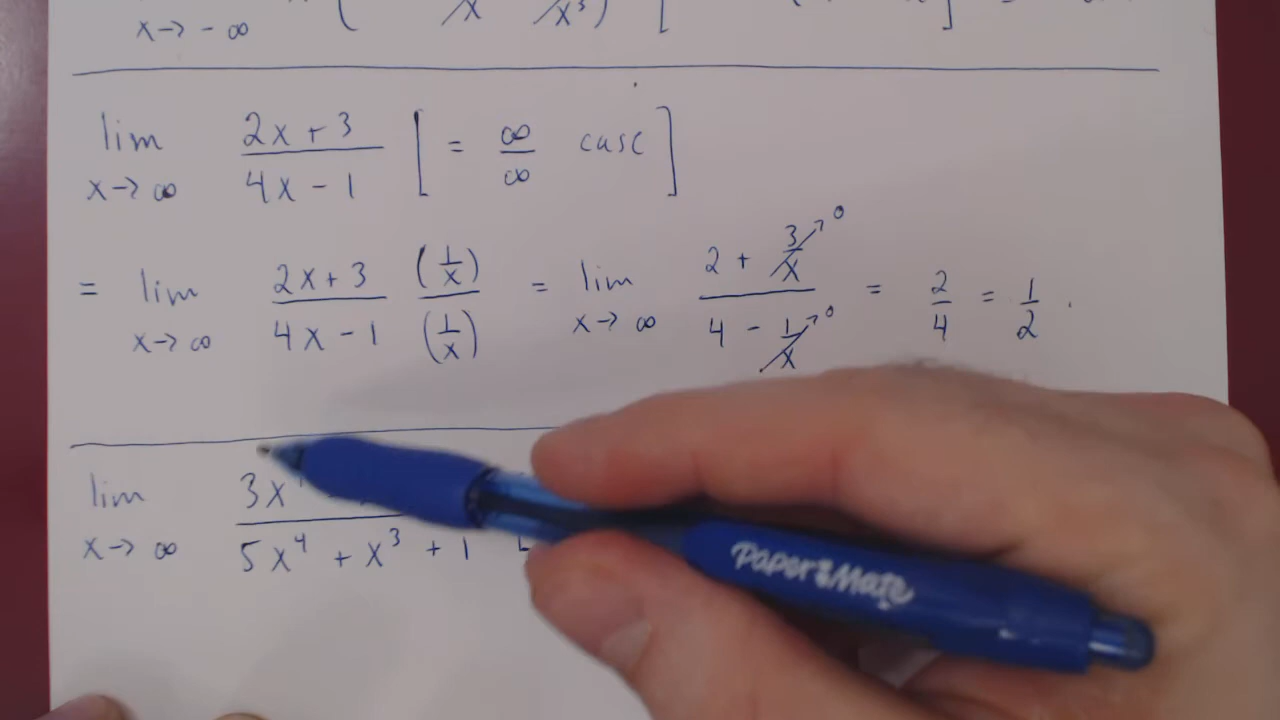 x → - ∞ ( x x³ ) [ ]
lim 2x + 3 / 4x - 1 [ = ∞/∞ case ]
x → ∞
= lim 2x + 3 / 4x - 1 (1/x) / (1/x) = lim 2 + 3/x ↗ 0 / 4 - 1/x ↗ 0 = 2/4 = 1/2 .
x → ∞ x → ∞
lim 3x / 5x⁴ + x³ + 1
x → ∞
Paper Mate